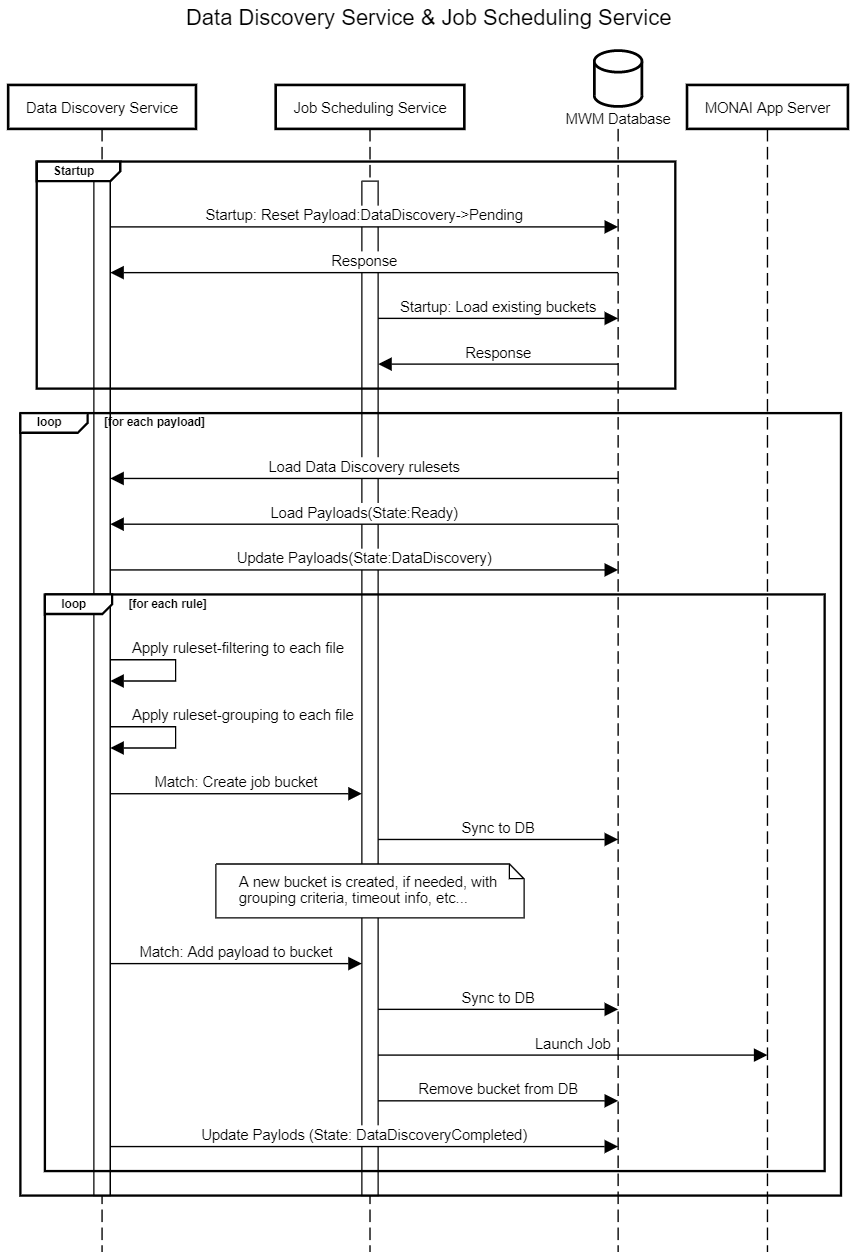 Data Discovery Service & Job Scheduling Service
Data Discovery Service
Job Scheduling Service
MWM Database
MONAI App Server
Startup
Startup: Reset Payload:DataDiscovery->Pending
Response
Startup: Load existing buckets
Response
loop
[for each payload]
Load Data Discovery rulesets
Load Payloads(State:Ready)
Update Payloads(State:DataDiscovery)
loop
[for each rule]
Apply ruleset-filtering to each file
Apply ruleset-grouping to each file
Match: Create job bucket
Sync to DB
A new bucket is created, if needed, with
grouping criteria, timeout info, etc...
Match: Add payload to bucket
Sync to DB
Launch Job
Remove bucket from DB
Update Paylods (State: DataDiscoveryCompleted)